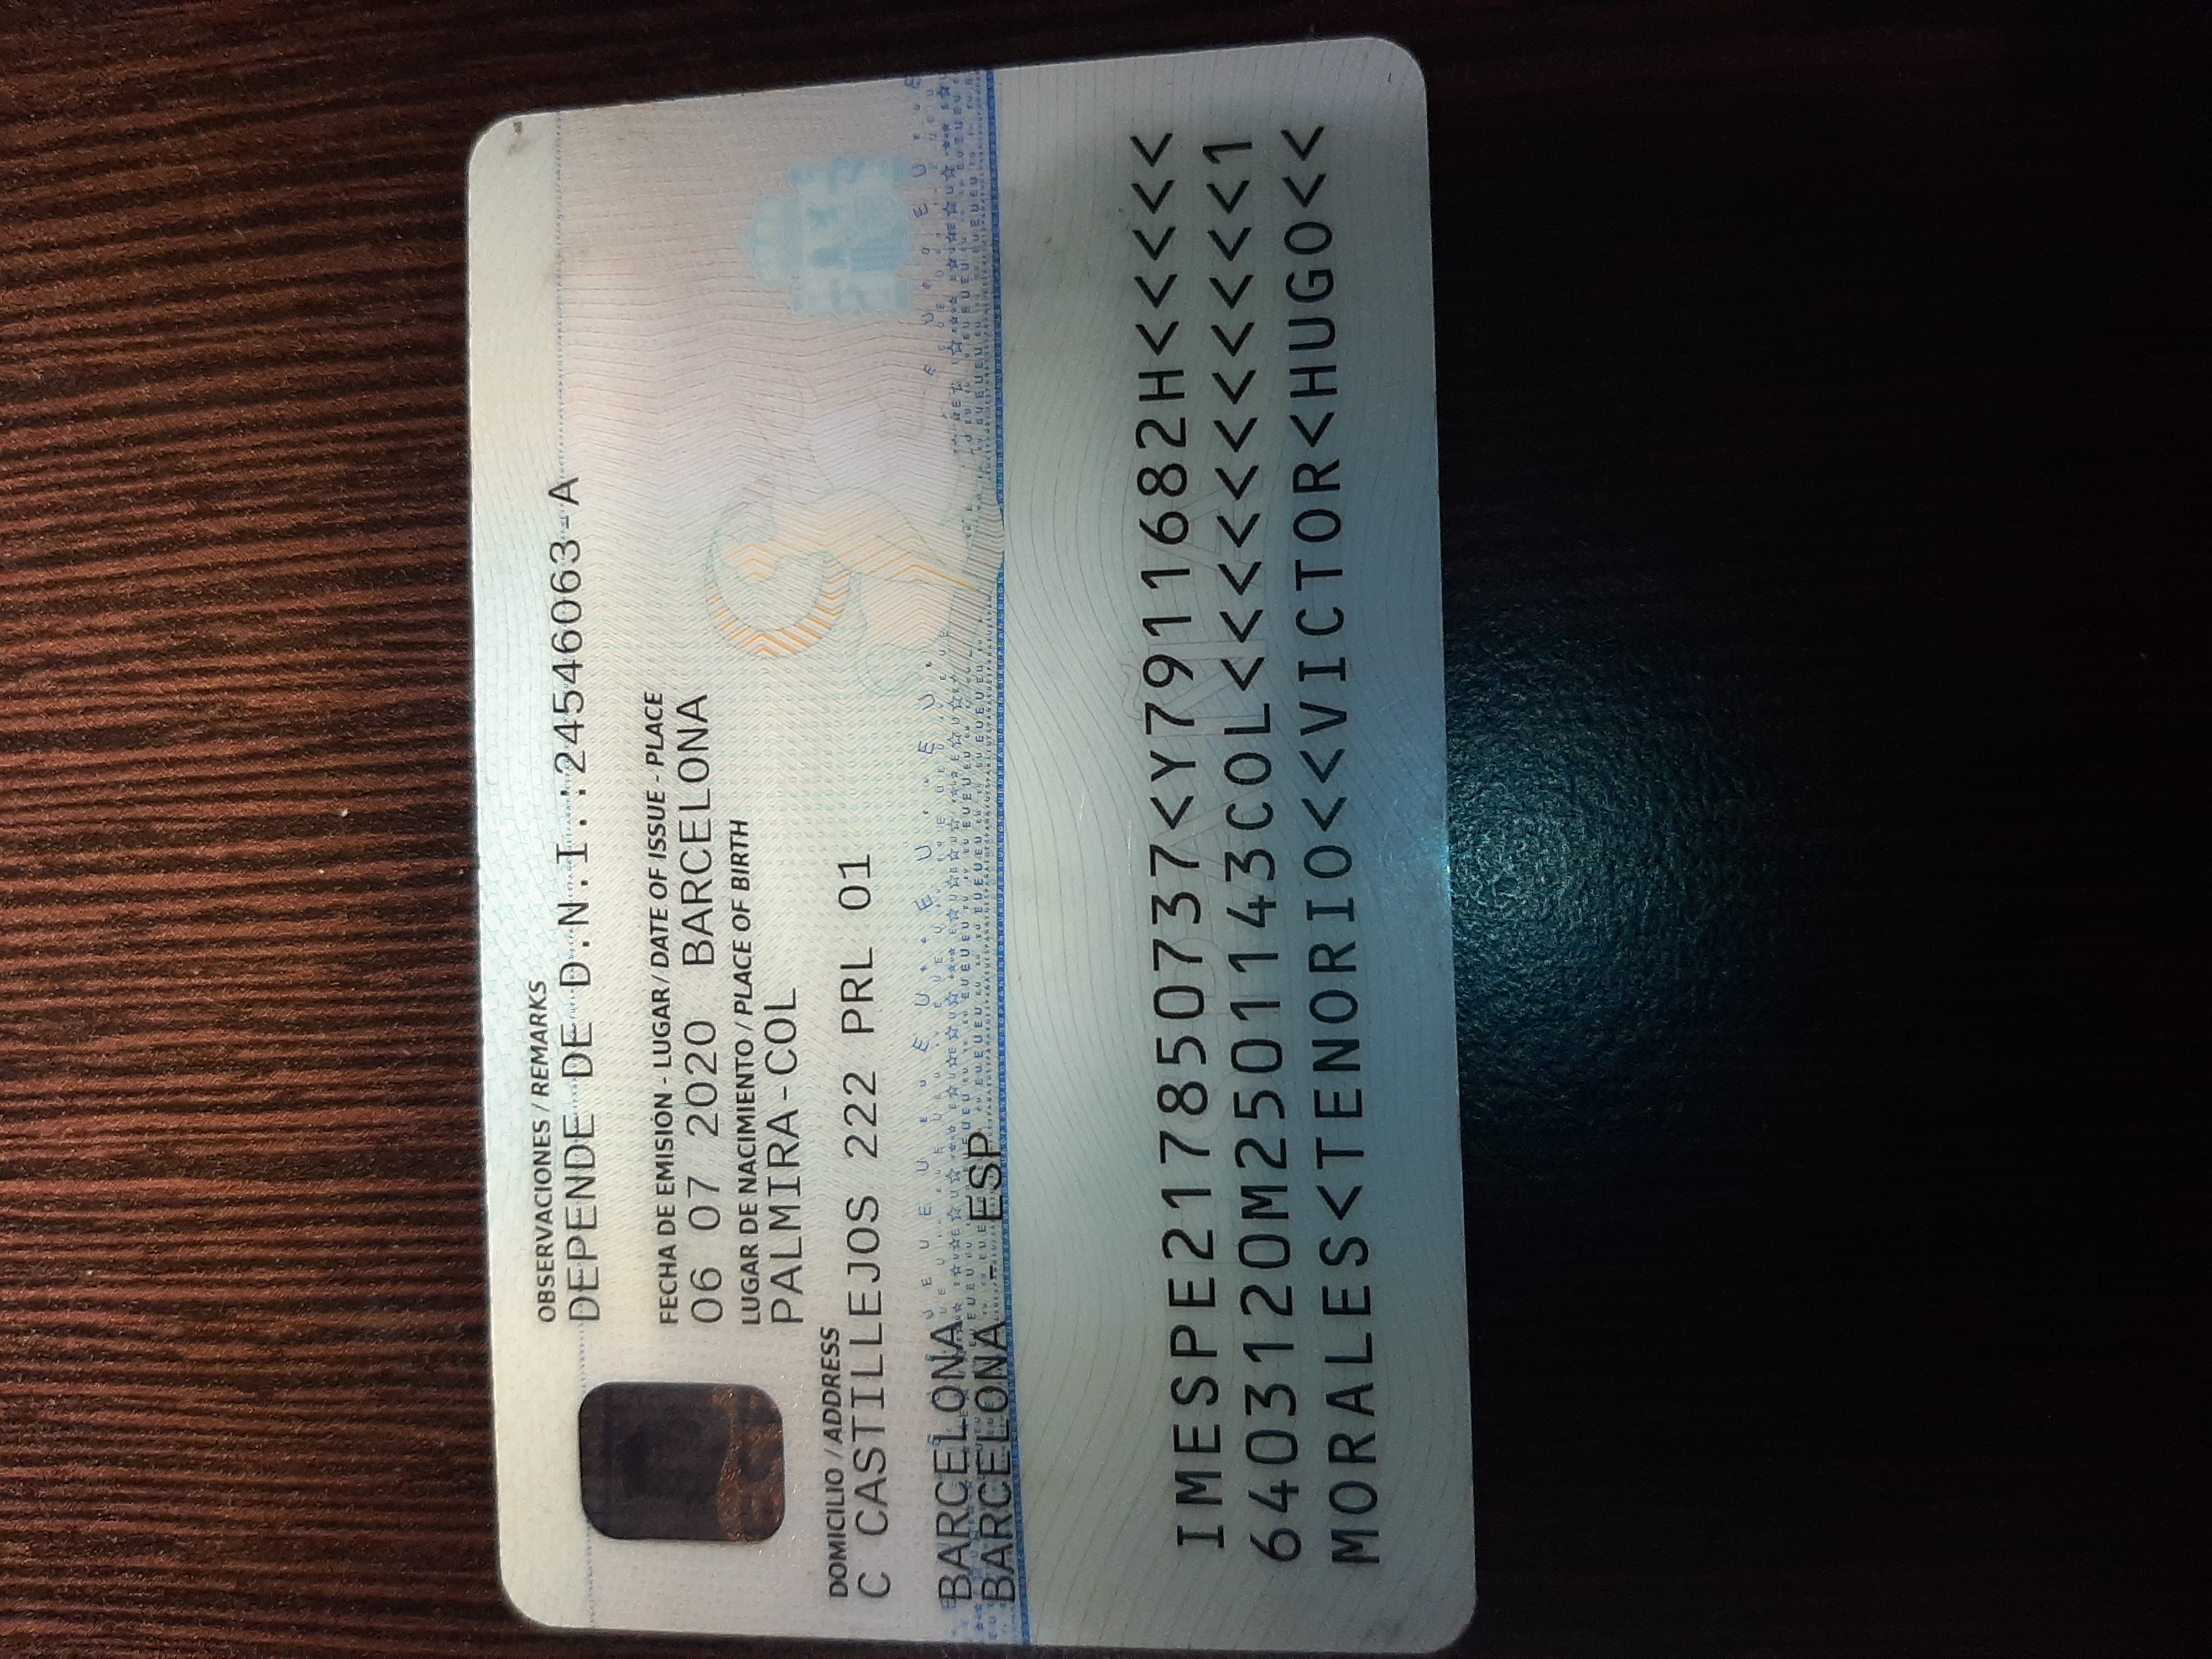 OBSERVACIONES / REMARKS
DEPENDE DE D.N.I.:24546063-A
FECHA DE EMISIÓN - LUGAR / DATE OF ISSUE - PLACE
06 07 2020 BARCELONA
LUGAR DE NACIMIENTO / PLACE OF BIRTH
PALMIRA-COL
DOMICILIO / ADDRESS
C CASTILLEJOS 222 PRL 01
BARCELONA
BARCELONA - ESP
ESPAÑA
IMESPE217850737<Y7911682H<<<<<
6403120M2501143COL<<<<<<<<<<<1
MORALES<TENORIO<<VICTOR<HUGO<<